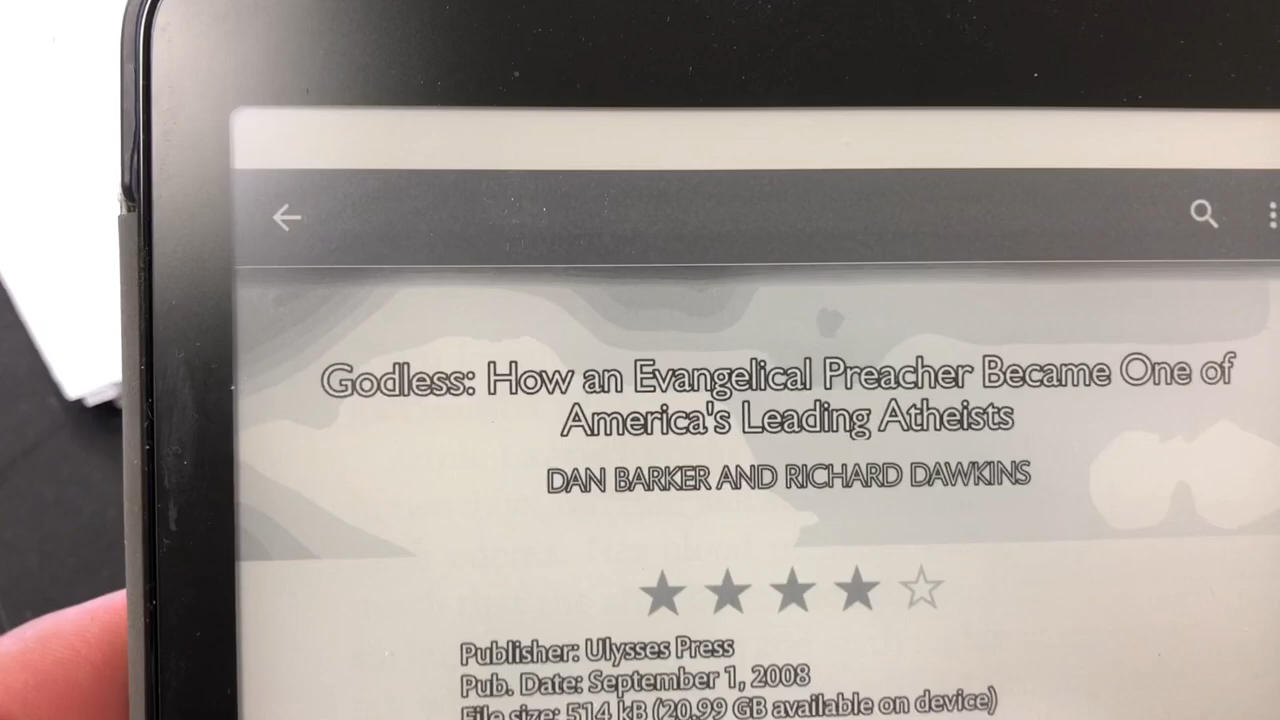 Godless: How an Evangelical Preacher Became One of
America's Leading Atheists
DAN BARKER AND RICHARD DAWKINS
Publisher: Ulysses Press
Pub. Date: September 1, 2008
File size: 514 kB (20.99 GB available on device)